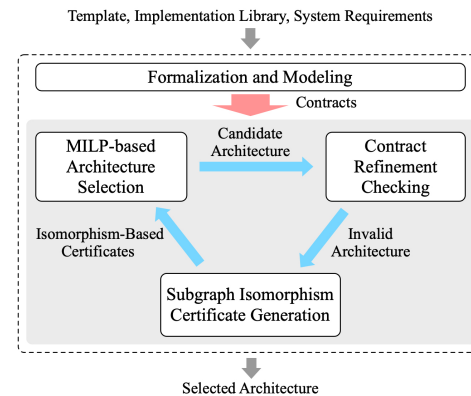 Template, Implementation Library, System Requirements
Formalization and Modeling
Contracts
MILP-based
Architecture
Selection
Candidate
Architecture
Contract
Refinement
Checking
Isomorphism-Based
Certificates
Invalid
Architecture
Subgraph Isomorphism
Certificate Generation
Selected Architecture